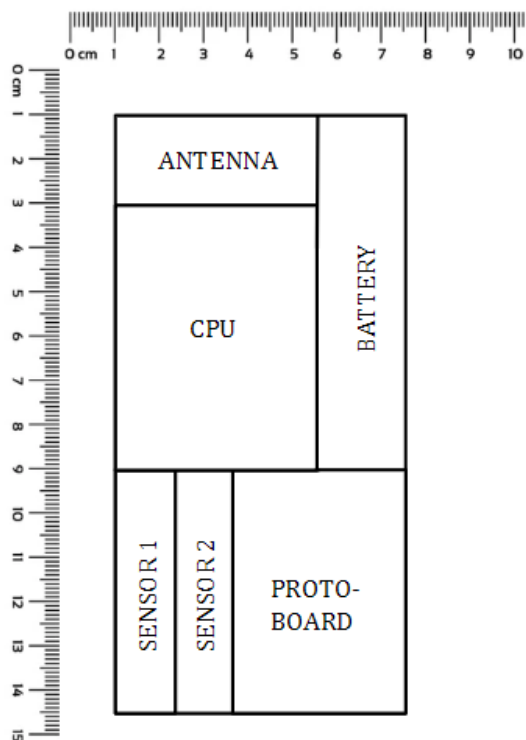 0 cm 1 2 3 4 5 6 7 8 9 10
0 cm
1
2
3
4
5
6
7
8
9
10
11
12
13
14
15
ANTENNA
BATTERY
CPU
SENSOR 1
SENSOR 2
PROTO-
BOARD